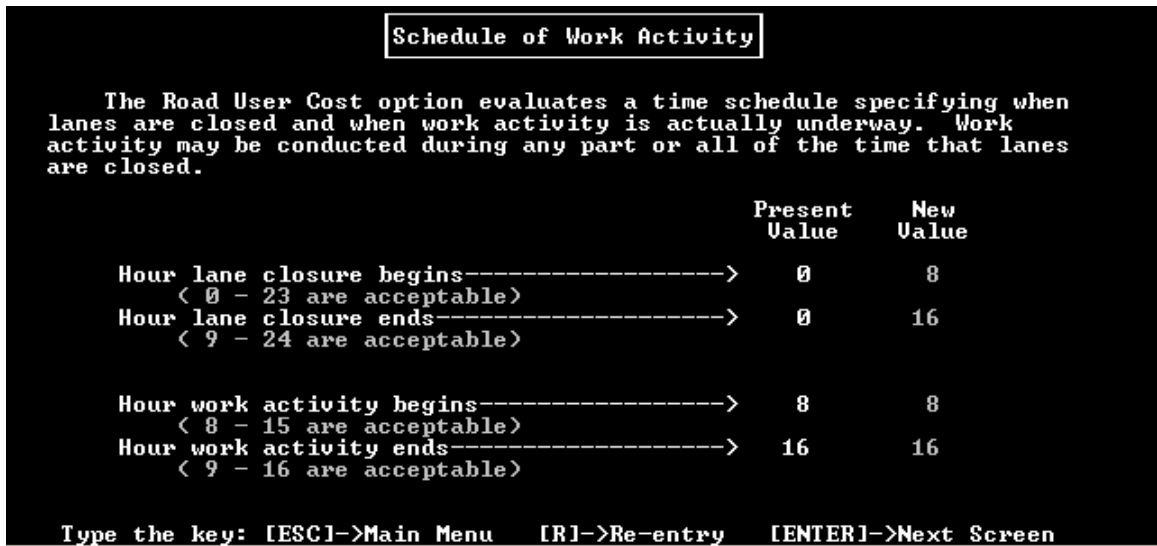 Schedule of Work Activity
The Road User Cost option evaluates a time schedule specifying when
lanes are closed and when work activity is actually underway.  Work
activity may be conducted during any part or all of the time that lanes
are closed.
Present New
Value Value
Hour lane closure begins------------------> 0 8
( 0 - 23 are acceptable)
Hour lane closure ends--------------------> 0 16
( 9 - 24 are acceptable)
Hour work activity begins-----------------> 8 8
( 8 - 15 are acceptable)
Hour work activity ends-------------------> 16 16
( 9 - 16 are acceptable)
Type the key: [ESC]->Main Menu [R]->Re-entry [ENTER]->Next Screen